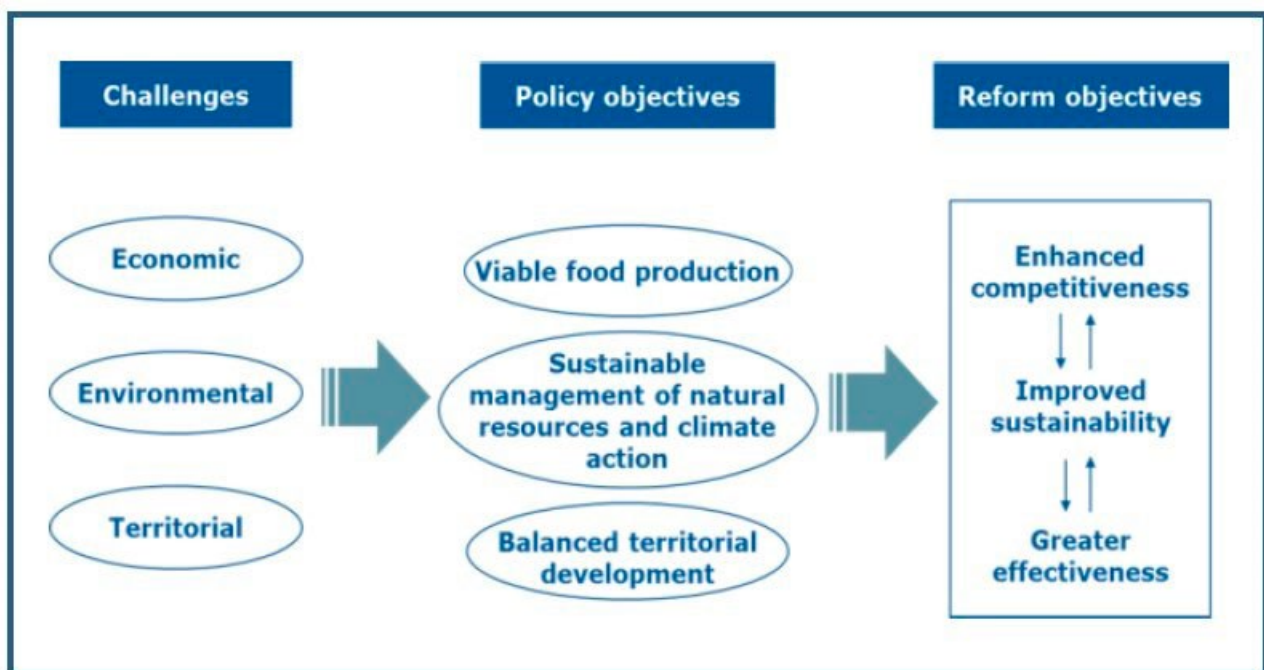 Challenges
Policy objectives
Reform objectives
Economic
Environmental
Territorial
Viable food production
Sustainable
management of natural
resources and climate
action
Balanced territorial
development
Enhanced
competitiveness
Improved
sustainability
Greater
effectiveness